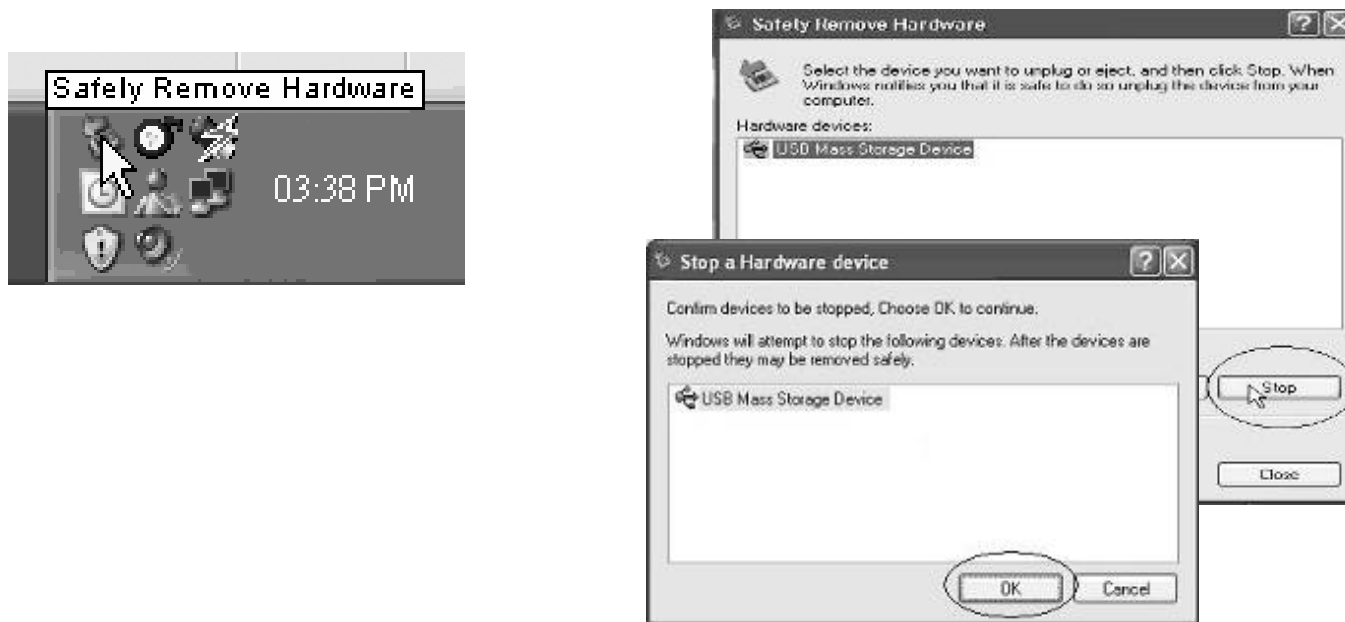 Safely Remove Hardware
03:38 PM
Safely Remove Hardware
Select the device you want to unplug or eject, and then click Stop. When
Windows notifies you that it is safe to do so unplug the device from your
computer.
Hardware devices:
USB Mass Storage Device
Stop
Close
Stop a Hardware device
Confirm devices to be stopped, Choose OK to continue.
Windows will attempt to stop the following devices. After the devices are
stopped they may be removed safely.
USB Mass Storage Device
OK
Cancel